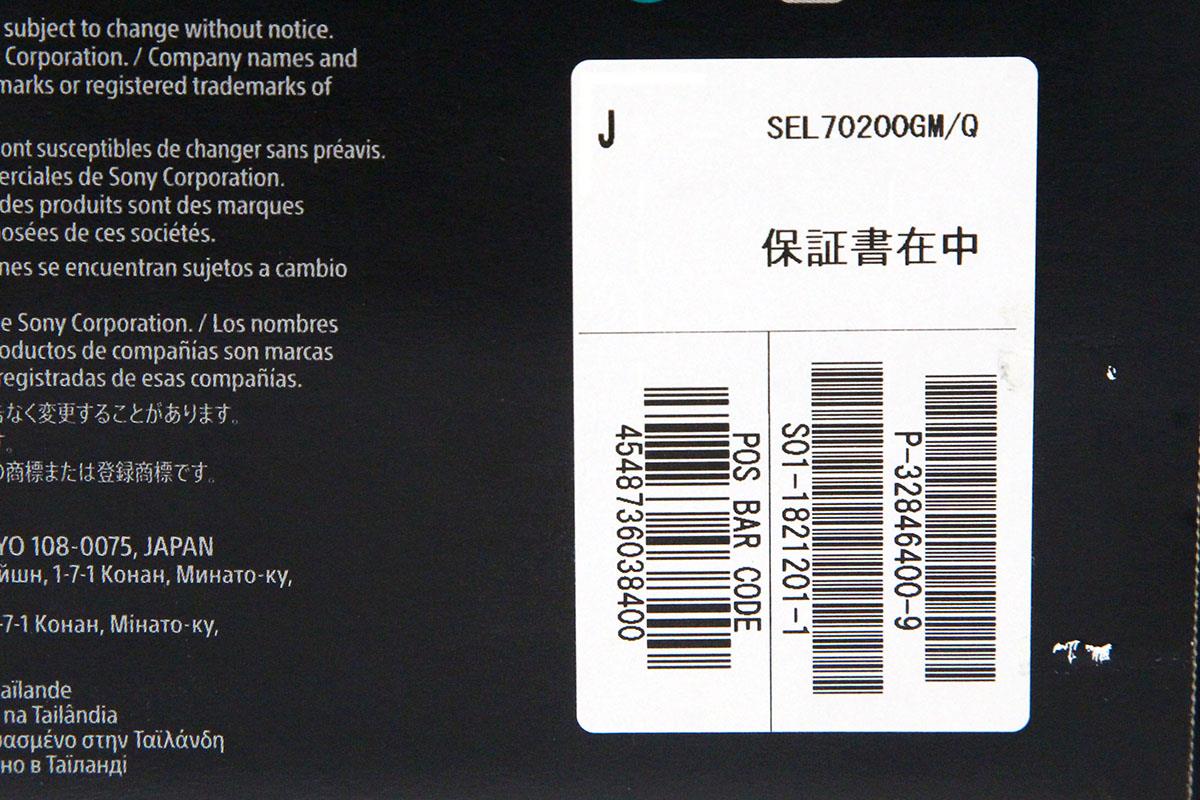 subject to change without notice.
Corporation. / Company names and
marks or registered trademarks of
ont susceptibles de changer sans préavis.
erciales de Sony Corporation.
des produits sont des marques
osées de ces sociétés.
nes se encuentran sujetos a cambio
e Sony Corporation. / Los nombres
oductos de compañías son marcas
registradas de esas compañías.
なく変更することがあります。
す。
の商標または登録商標です。
YO 108-0075, JAPAN
йшн, 1-7-1 Конан, Минато-ку,
-7-1 Конан, Мінато-ку,
aïlande
na Tailândia
ασμένο στην Ταϊλάνδη
но в Таїланді
J
SEL70200GM/Q
保証書在中
POS BAR CODE
4548736038400
S01-1821201-1
P-32846400-9